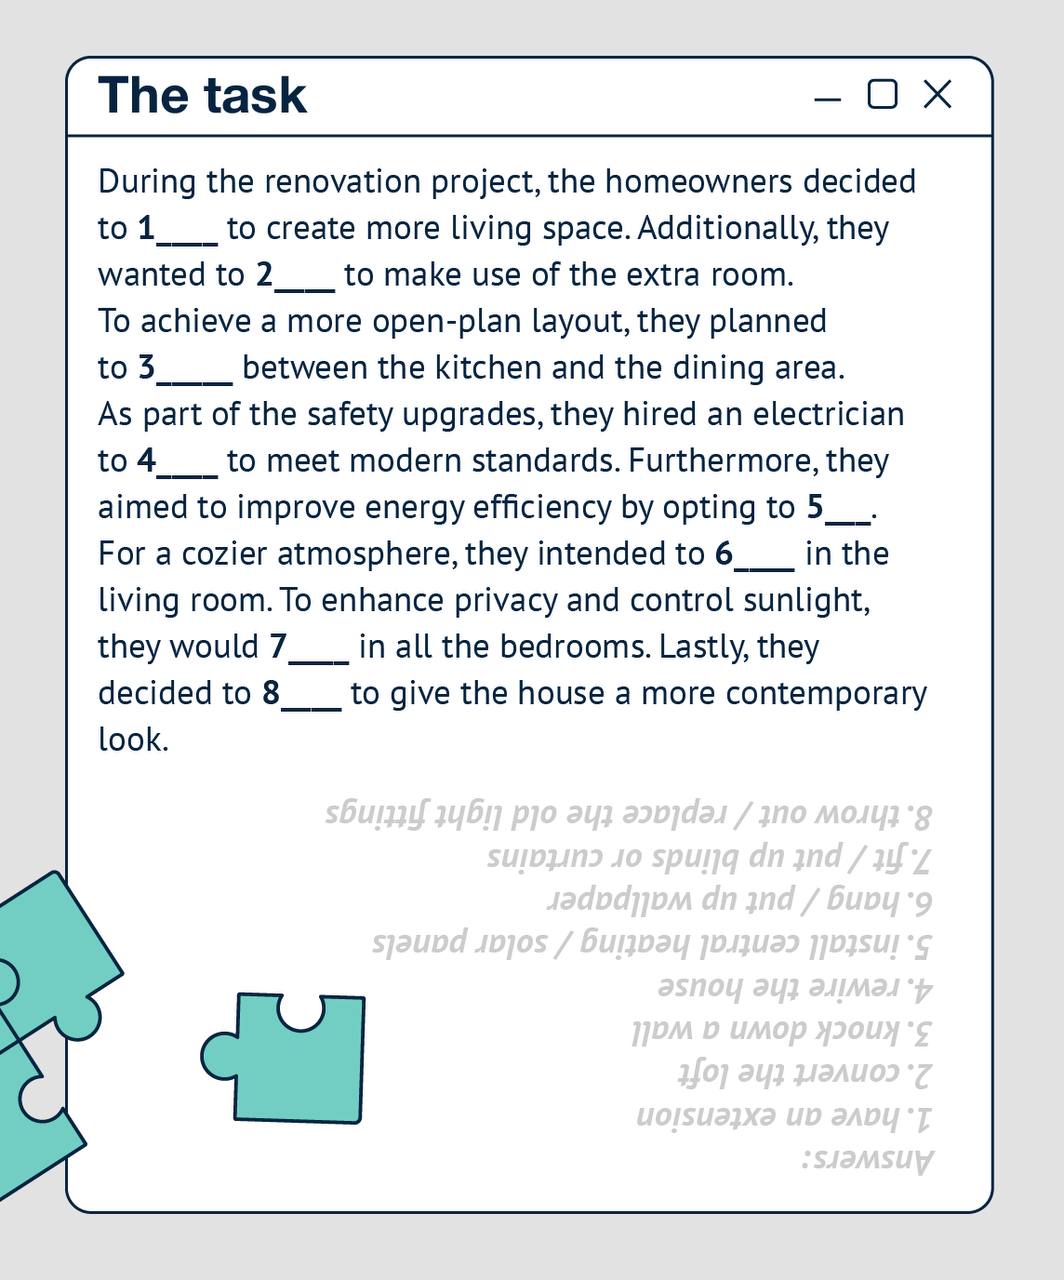 The task
During the renovation project, the homeowners decided
to 1____ to create more living space. Additionally, they
wanted to 2____ to make use of the extra room.
To achieve a more open-plan layout, they planned
to 3_____ between the kitchen and the dining area.
As part of the safety upgrades, they hired an electrician
to 4____ to meet modern standards. Furthermore, they
aimed to improve energy efficiency by opting to 5___.
For a cozier atmosphere, they intended to 6____ in the
living room. To enhance privacy and control sunlight,
they would 7____ in all the bedrooms. Lastly, they
decided to 8____ to give the house a more contemporary
look.
Answers:
1. have an extension
2. convert the loft
3. knock down a wall
4. rewire the house
5. install central heating / solar panels
6. hang / put up wallpaper
7. fit / put up blinds or curtains
8. throw out / replace the old light fittings